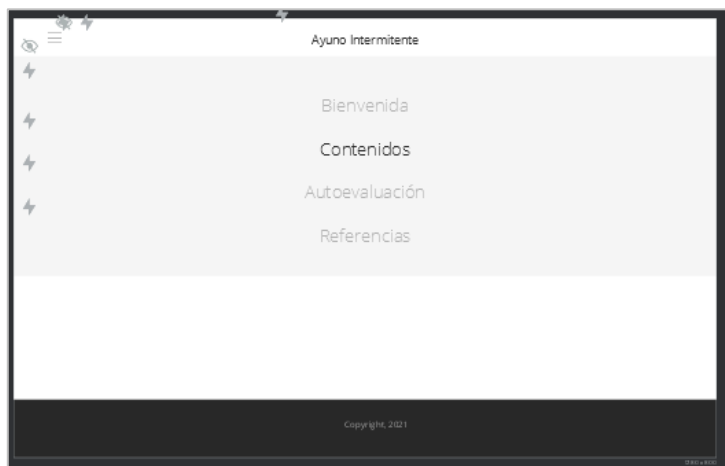 Ayuno Intermitente
Bienvenida
Contenidos
Autoevaluación
Referencias
Copyright, 2021